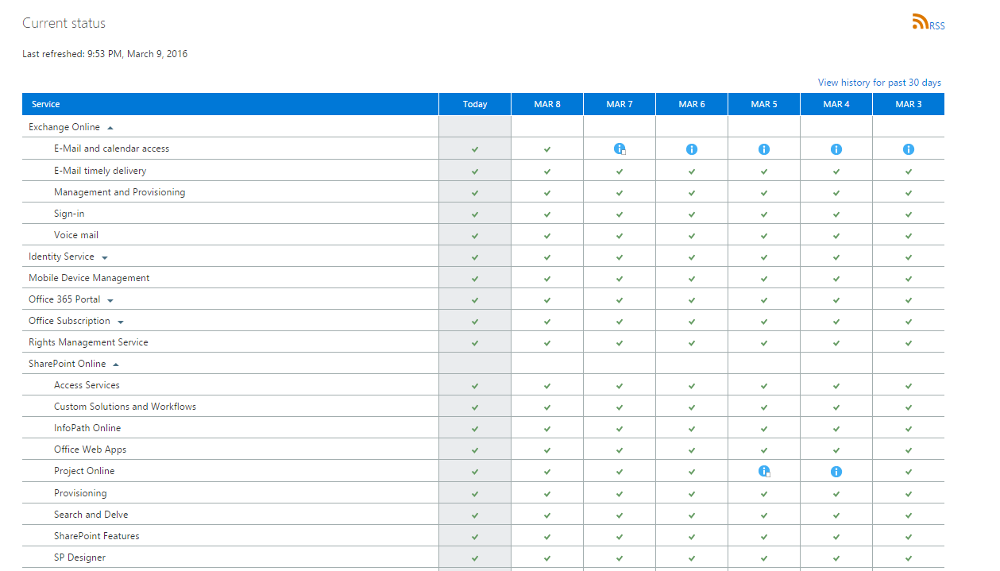 Current status
RSS
Last refreshed: 9:53 PM, March 9, 2016
View history for past 30 days
Service Today MAR 8 MAR 7 MAR 6 MAR 5 MAR 4 MAR 3
Exchange Online
E-Mail and calendar access
E-Mail timely delivery
Management and Provisioning
Sign-in
Voice mail
Identity Service
Mobile Device Management
Office 365 Portal
Office Subscription
Rights Management Service
SharePoint Online
Access Services
Custom Solutions and Workflows
InfoPath Online
Office Web Apps
Project Online
Provisioning
Search and Delve
SharePoint Features
SP Designer